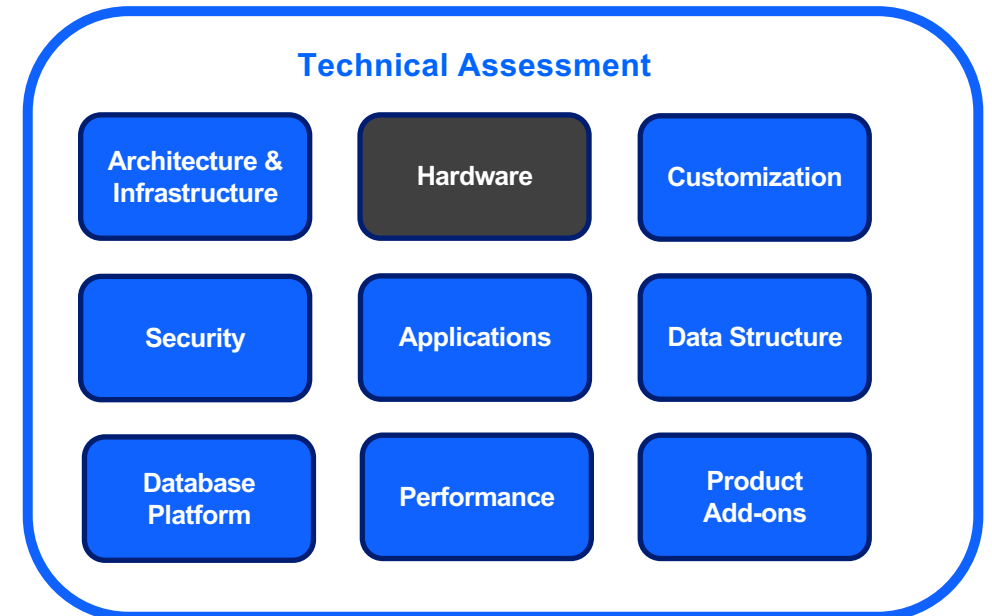 Technical Assessment
Architecture &
Infrastructure
Hardware
Customization
Security
Applications
Data Structure
Database
Platform
Performance
Product
Add-ons